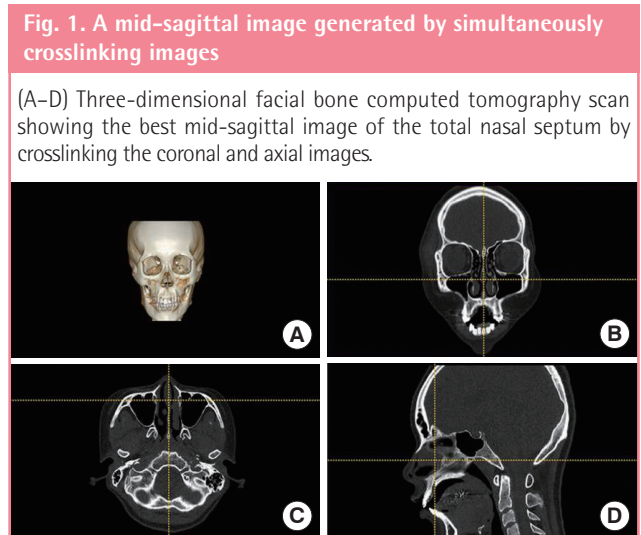 Fig. 1. A mid-sagittal image generated by simultaneously
crosslinking images
(A–D) Three-dimensional facial bone computed tomography scan
showing the best mid-sagittal image of the total nasal septum by
crosslinking the coronal and axial images.
A
B
C
D